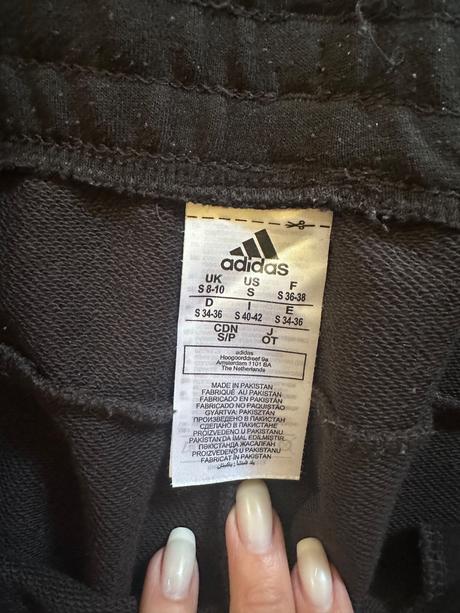 adidas
UK US F
S 8-10 S S 36-38
D I E
S 34-36 S 40-42 S 34-36
CDN J
S/P OT
adidas
Hoogoorddreef 9a
Amsterdam 1101 BA
The Netherlands
MADE IN PAKISTAN
FABRIQUÉ AU PAKISTAN
FABRICADO EN PAKISTAN
FABRICADO NO PAQUISTÃO
GYÁRTVA: PAKISZTÁN
ПРОИЗВЕДЕНО В ПАКИСТАН
СДЕЛАНО В ПАКИСТАНЕ
PROIZVEDENO U PAKISTANU
PAKISTAN'DA İMAL EDİLMİŞTİR
ПӘКІСТАНДА ЖАСАЛҒАН
PROIZVEDENO U PAKISTANU
FABRICAT ÎN PAKISTAN